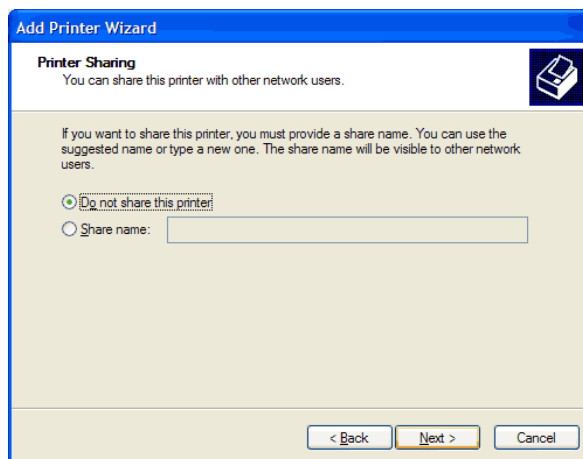 Add Printer Wizard
Printer Sharing
You can share this printer with other network users.
If you want to share this printer, you must provide a share name. You can use the
suggested name or type a new one. The share name will be visible to other network
users.
Do not share this printer
Share name:
< Back
Next >
Cancel